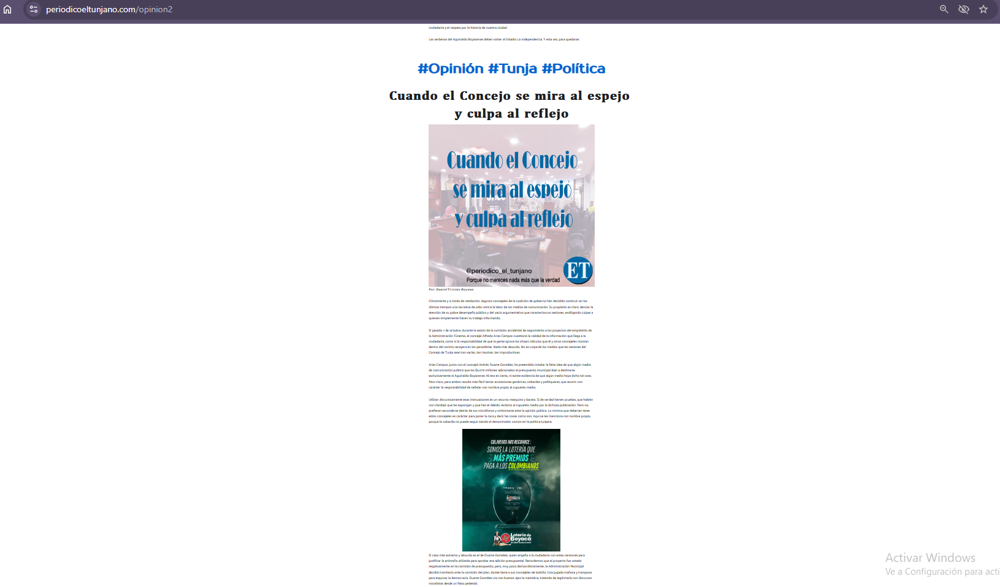 periodicoeltunjano.com/opinion2
ciudadanía y el respeto por la historia de nuestra ciudad.
Las verbenas del Aguinaldo Boyacense deben volver al Estadio La Independencia. Y esta vez, para quedarse.
#Opinión #Tunja #Política
Cuando el Concejo se mira al espejo
y culpa al reflejo
Cuando el Concejo
se mira al espejo
y culpa al reflejo
@periodico_el_tunjano
Porque no mereces nada más que la verdad
ET
Por: Daniel Trivino Bayona
Cínicamente y a modo de retaliación, algunos concejales de la coalición de gobierno han decidido construir en los
últimos tiempos una narrativa de odio contra la labor de los medios de comunicación. Su propósito es claro: desviar la
atención de su pobre desempeño público y del vacío argumentativo que caracteriza sus sesiones, endilgando culpas a
quienes simplemente hacen su trabajo informando.
El pasado 7 de octubre, durante la sesión de la comisión accidental de seguimiento a los proyectos del empréstito de
la Administración Fúneme, el concejal Alfredo Arias Campos cuestionó la calidad de la información que llega a la
ciudadanía, como si la responsabilidad de que la gente ignore los shows ridículos que él y otros concejales montan
dentro del recinto recayera en los periodistas. Nada más absurdo. No es culpa de los medios que las sesiones del
Concejo de Tunja sean tan vacías, tan insulsas, tan improductivas.
Arias Campos, junto con el concejal Andrés Duarte González, ha pretendido instalar la falsa idea de que algún medio
de comunicación publicó que los $6.079 millones adicionados al presupuesto municipal iban a destinarse
exclusivamente al Aguinaldo Boyacense. Ni eso es cierto, ni existe evidencia de que algún medio haya dicho tal cosa.
Pero claro, para ambos resulta más fácil lanzar acusaciones genéricas, cobardes y politiqueras, que asumir con
carácter la responsabilidad de señalar con nombre propio al supuesto medio.
Utilizar discursivamente esas insinuaciones es un recurso mezquino y barato. Si de verdad tienen pruebas, que hablen
con claridad, que las expongan y que han el debido reclamo al supuesto medio por la dichosa publicación. Pero no,
prefieren esconderse detrás de sus micrófonos y victimizarse ante la opinión pública. Lo mínimo que deberían tener
estos concejales es carácter para poner la cara y decir las cosas como son. Aquí se les menciona con nombre propio,
porque la cobardía no puede seguir siendo el denominador común en la política tunjana.
COLJUEGOS NOS RECONOCE:
SOMOS LA LOTERÍA QUE
MÁS PREMIOS
PAGA A LOS COLOMBIANOS
Lotería de
Boyacá
El caso más extremo y absurdo es el de Duarte González, quien engaña a la ciudadanía con estas versiones para
justificar la artimaña utilizada para aprobar esa adición presupuestal. Recordemos que el proyecto fue votado
negativamente en la comisión de presupuesto, pero, muy poco democráticamente, la Administración Municipal
decidió tramitarlo ante la comisión del plan, donde tiene a sus concejales de bolsillo. Una jugada mañosa y tramposa
para esquivar la democracia. Duarte González vio con buenos ojos la maniobra, tratando de legitimarla con discursos
moralistas desde un falso pedestal.
Activar Windows
Ve a Configuración para acti